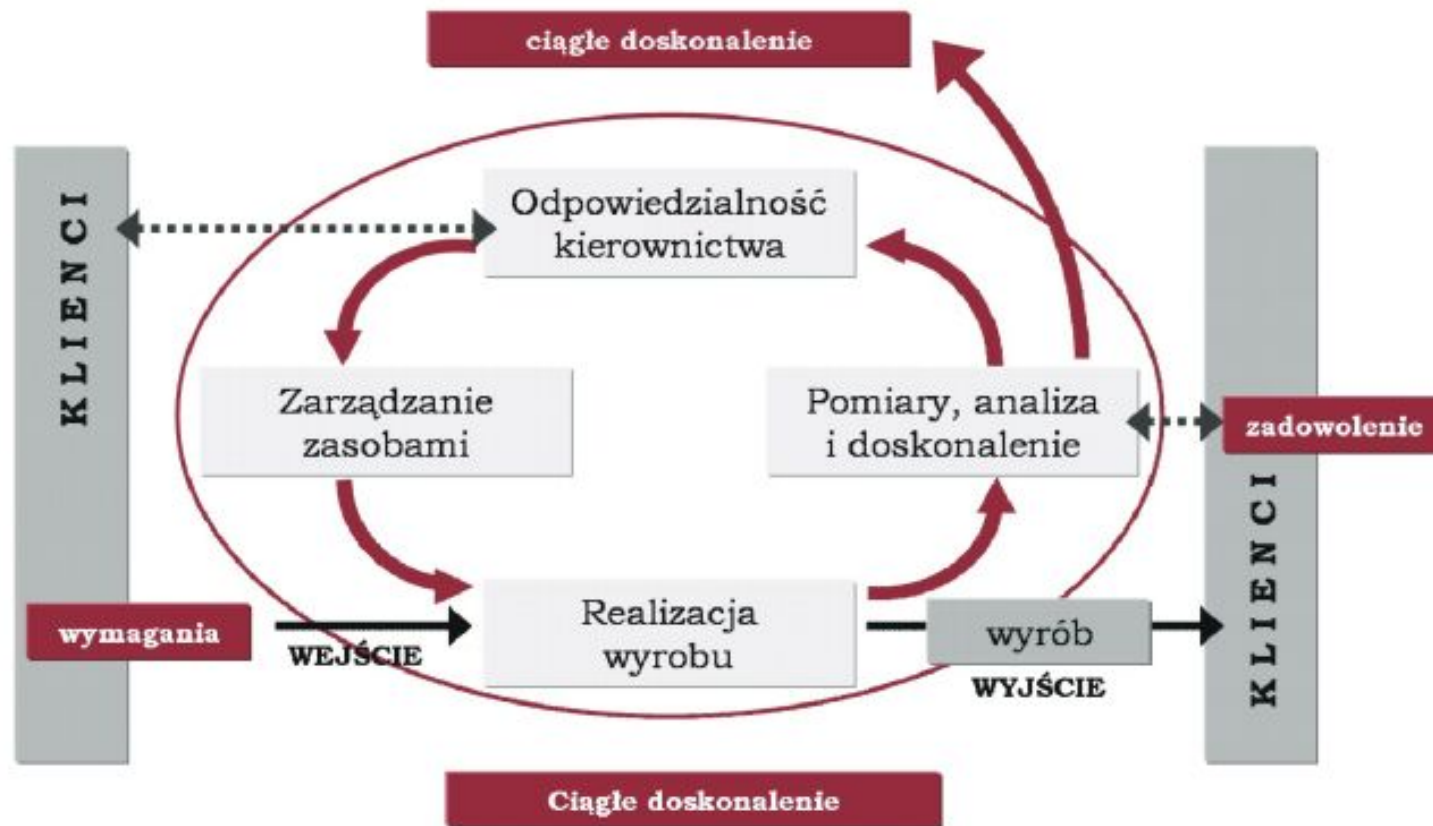 ciągłe doskonalenie
KLIENCI
Odpowiedzialność
kierownictwa
Zarządzanie
zasobami
Pomiary, analiza
i doskonalenie
zadowolenie
KLIENCI
wymagania
WEJŚCIE
Realizacja
wyrobu
wyrób
WYJŚCIE
Ciągłe doskonalenie